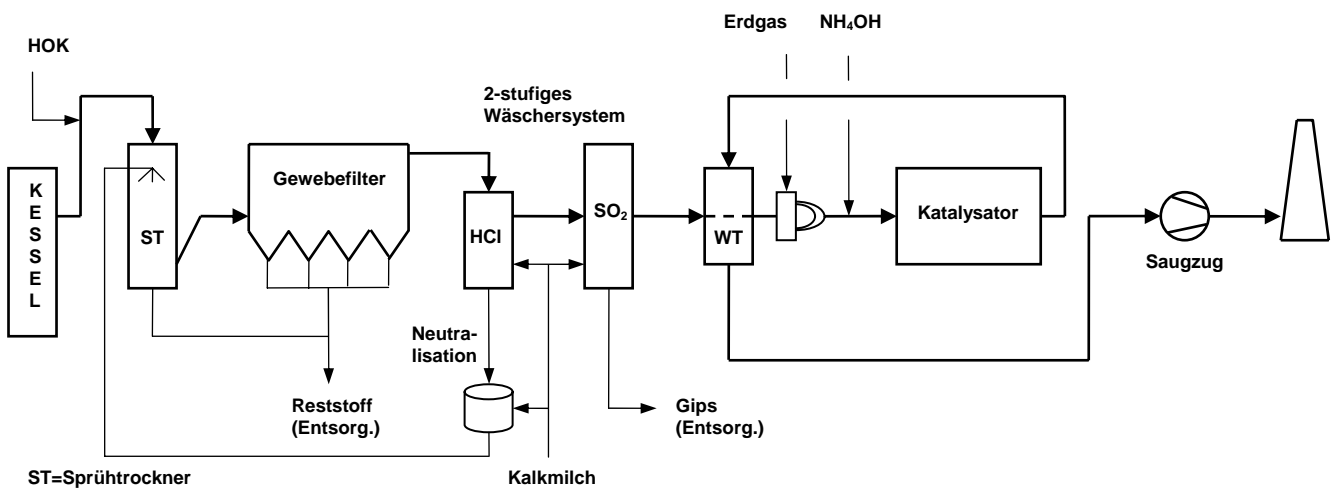 Erdgas
NH₄OH
HOK
2-stufiges
Wäschersystem
KESSEL
ST
Gewebefilter
HCl
SO₂
WT
Katalysator
Saugzug
Neutra-
lisation
Reststoff
(Entsorg.)
Gips
(Entsorg.)
ST=Sprühtrockner
Kalkmilch